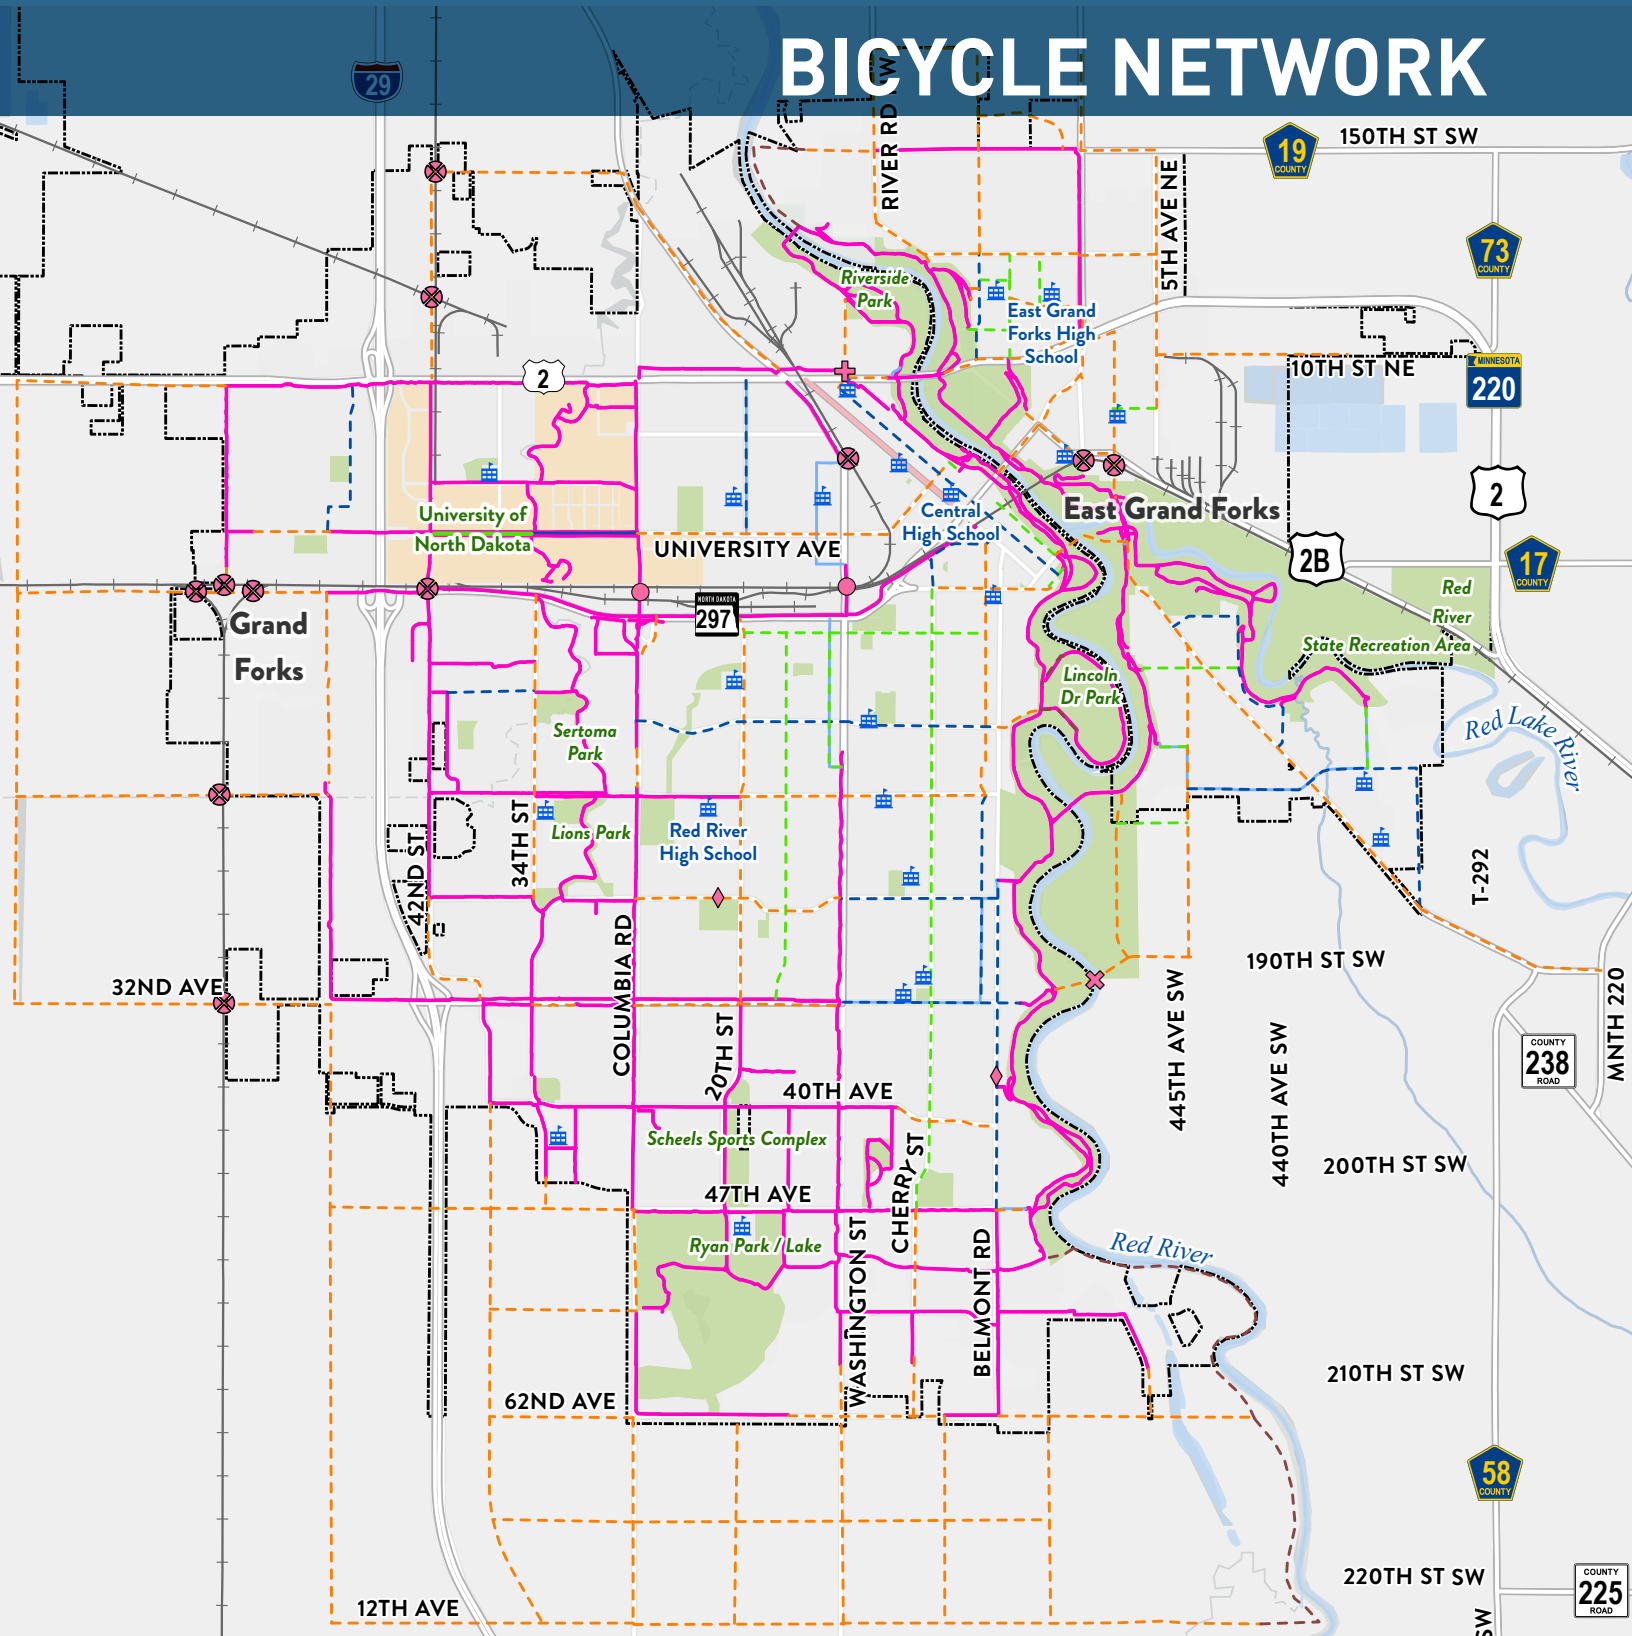 BICYCLE NETWORK
29
RIVER RD NW
19
COUNTY
150TH ST SW
5TH AVE NE
73
COUNTY
Riverside
Park
East Grand
Forks High
School
2
10TH ST NE
MINNESOTA
220
2
University of
North Dakota
Central
High School
East Grand Forks
UNIVERSITY AVE
2B
17
COUNTY
Red
River
State Recreation Area
NORTH DAKOTA
297
Grand
Forks
Lincoln
Dr Park
Sertoma
Park
Red Lake River
34TH ST
Lions Park
Red River
High School
42ND ST
T-292
COLUMBIA RD
190TH ST SW
32ND AVE
445TH AVE SW
440TH AVE SW
MNTH 220
20TH ST
COUNTY
238
ROAD
40TH AVE
Scheels Sports Complex
CHERRY ST
200TH ST SW
47TH AVE
Ryan Park / Lake
WASHINGTON ST
BELMONT RD
Red River
210TH ST SW
62ND AVE
58
COUNTY
220TH ST SW
COUNTY
225
ROAD
12TH AVE
SW